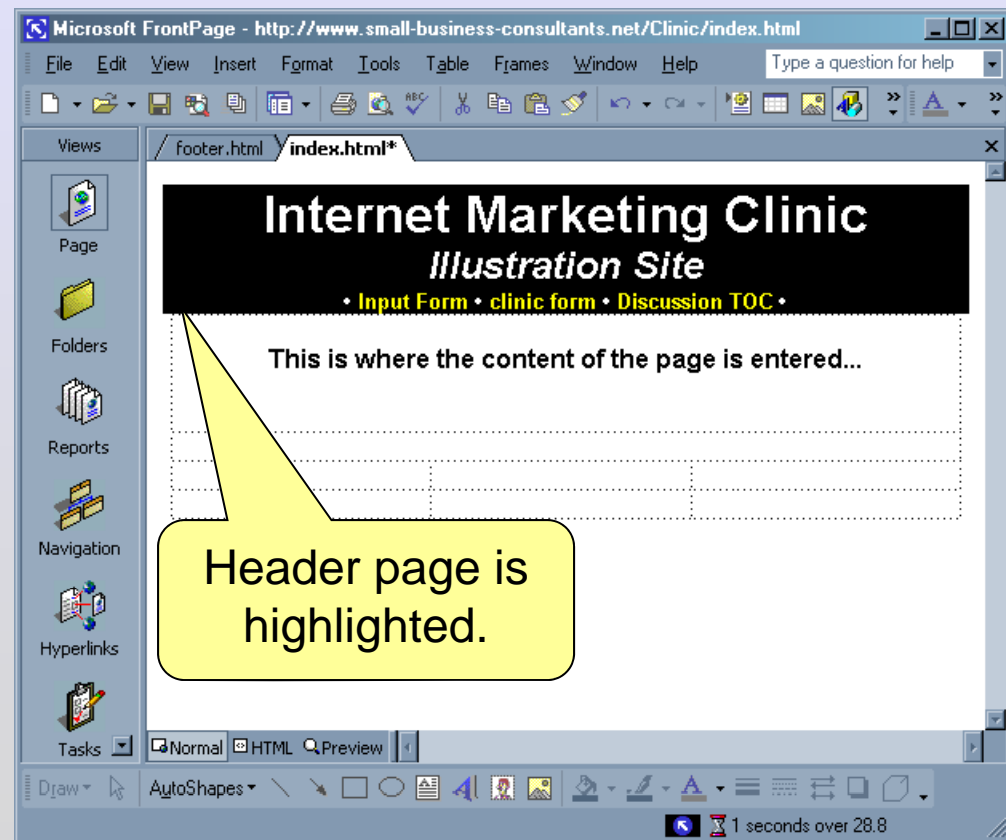 Microsoft FrontPage - http://www.small-business-consultants.net/Clinic/index.html
File Edit View Insert Format Tools Table Frames Window Help Type a question for help
ABC A
Views footer.html index.html*
Internet Marketing Clinic
Illustration Site
• Input Form • clinic form • Discussion TOC •
This is where the content of the page is entered...
Page
Folders
Reports
Navigation
Hyperlinks
Tasks
Header page is
highlighted.
Normal HTML Preview
Draw AutoShapes A A
1 seconds over 28.8